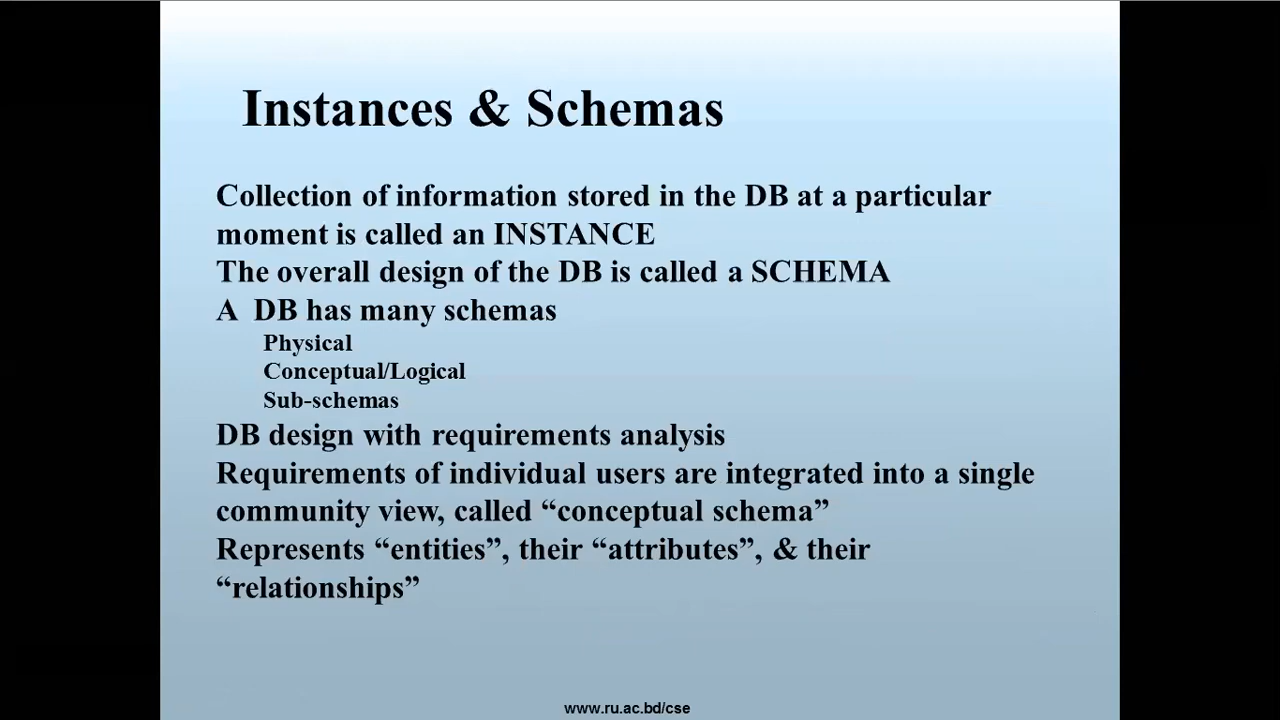 Instances & Schemas
Collection of information stored in the DB at a particular
moment is called an INSTANCE
The overall design of the DB is called a SCHEMA
A  DB has many schemas
Physical
Conceptual/Logical
Sub-schemas
DB design with requirements analysis
Requirements of individual users are integrated into a single
community view, called “conceptual schema”
Represents “entities”, their “attributes”, & their
“relationships”
www.ru.ac.bd/cse